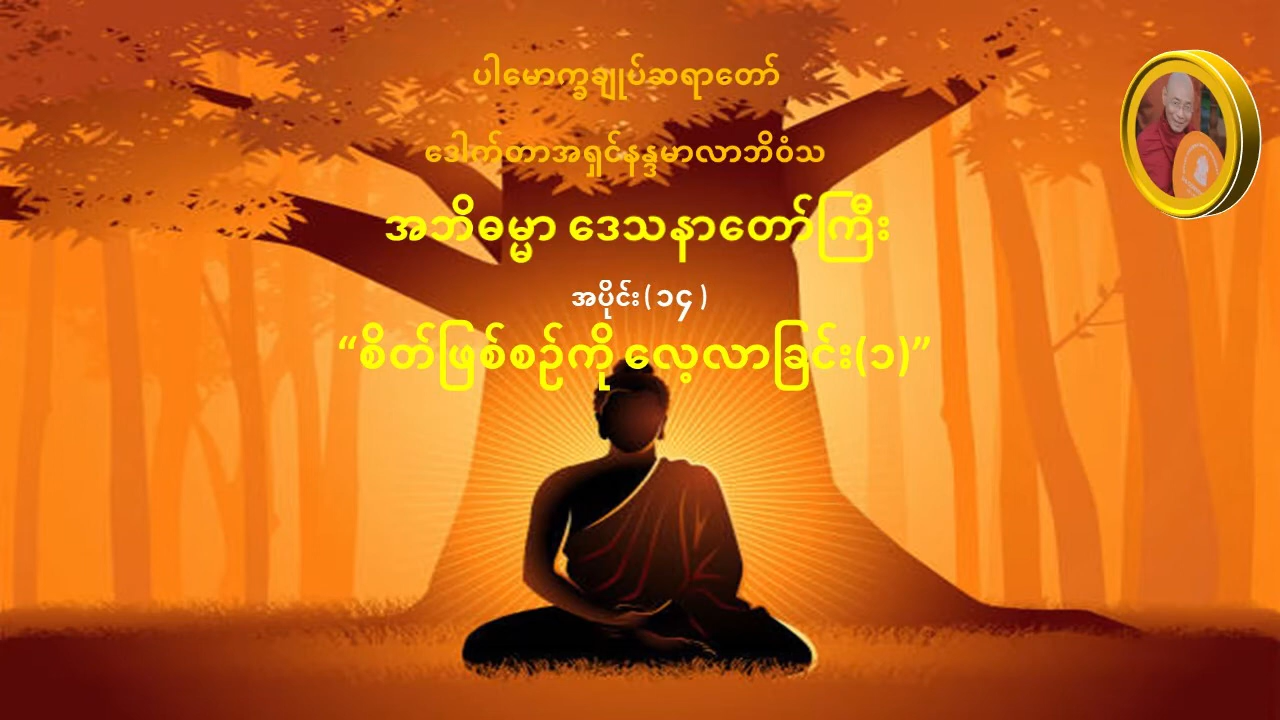 ပါမောက္ခချုပ်ဆရာတော်
ဒေါက်တာအရှင်နန္ဒမာလာဘိဝံသ
အဘိဓမ္မာ ဒေသနာတော်ကြီး
အပိုင်း ( ၁၄ )
“စိတ်ဖြစ်စဉ်ကို လေ့လာခြင်း(၁)”